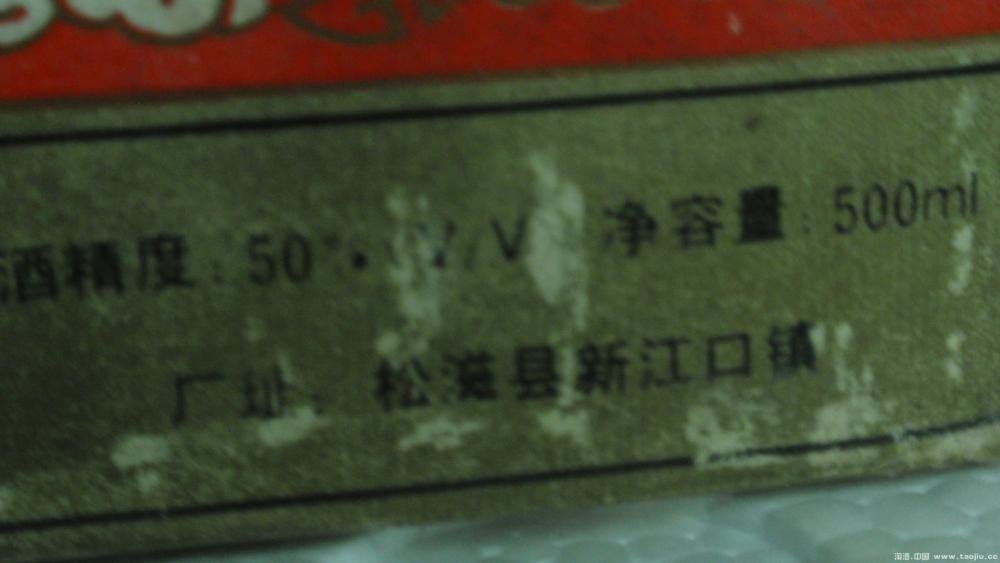 酒精度：50°·V/V 净容量：500ml
厂址：松滋县新江口镇
淘酒.中国 www.taojiu.cc